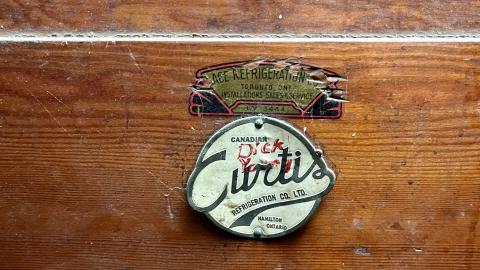 ACE REFRIGERATION
TORONTO, ONT.
INSTALLATIONS SALES & SERVICE
CANADIAN
Dick
Curtis
REFRIGERATION CO. LTD.
HAMILTON
ONTARIO